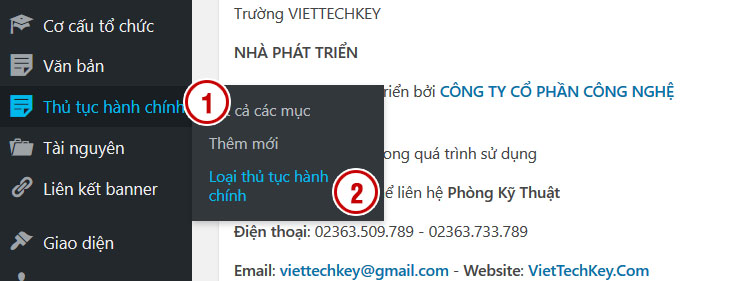 Cơ cấu tổ chức
Văn bản
Thủ tục hành chính
Tài nguyên
Liên kết banner
Giao diện
1
cả các mục
Thêm mới
Loại thủ tục hành
chính
2
Trường VIETTECHKEY
NHÀ PHÁT TRIỂN
triển bởi CÔNG TY CỔ PHẦN CÔNG NGHỆ
ong quá trình sử dụng
ể liên hệ Phòng Kỹ Thuật
Điện thoại: 02363.509.789 - 02363.733.789
Email: viettechkey@gmail.com - Website: VietTechKey.Com